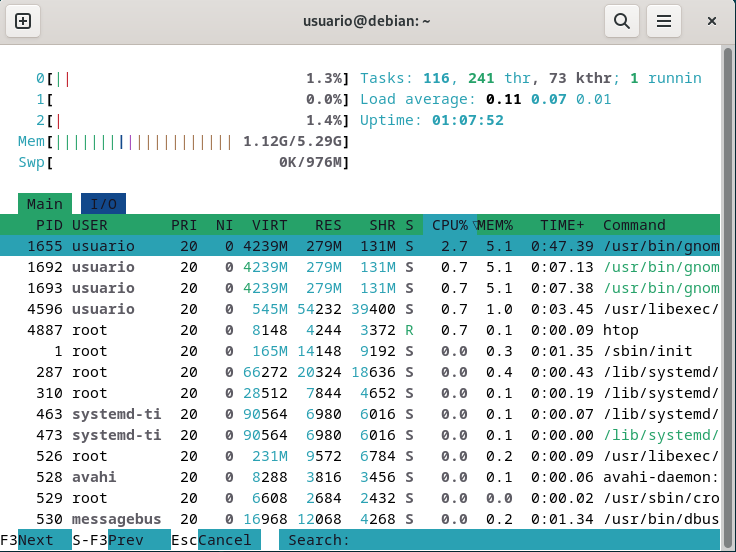 usuario@debian: ~
0[|| 1.3%] Tasks: 116, 241 thr, 73 kthr; 1 runnin
1[ 0.0%] Load average: 0.11 0.07 0.01
2[| 1.4%] Uptime: 01:07:52
Mem[|||||||||||||||||||| 1.12G/5.29G]
Swp[ 0K/976M]
Main I/O
PID USER PRI NI VIRT RES SHR S CPU%▽MEM% TIME+ Command
1655 usuario 20 0 4239M 279M 131M S 2.7 5.1 0:47.39 /usr/bin/gnom
1692 usuario 20 0 4239M 279M 131M S 0.7 5.1 0:07.13 /usr/bin/gnom
1693 usuario 20 0 4239M 279M 131M S 0.7 5.1 0:07.38 /usr/bin/gnom
4596 usuario 20 0 545M 54232 39400 S 0.7 1.0 0:03.45 /usr/libexec/
4887 root 20 0 8148 4244 3372 R 0.7 0.1 0:00.09 htop
1 root 20 0 165M 14148 9192 S 0.0 0.3 0:01.35 /sbin/init
287 root 20 0 66272 20324 18636 S 0.0 0.4 0:00.43 /lib/systemd/
310 root 20 0 28512 7844 4652 S 0.0 0.1 0:00.19 /lib/systemd/
463 systemd-ti 20 0 90564 6980 6016 S 0.0 0.1 0:00.07 /lib/systemd/
473 systemd-ti 20 0 90564 6980 6016 S 0.0 0.1 0:00.00 /lib/systemd/
526 root 20 0 231M 9572 6784 S 0.0 0.2 0:00.09 /usr/libexec/
528 avahi 20 0 8288 3816 3456 S 0.0 0.1 0:00.06 avahi-daemon:
529 root 20 0 6608 2684 2432 S 0.0 0.0 0:00.02 /usr/sbin/cro
530 messagebus 20 0 16968 12068 4268 S 0.0 0.2 0:01.34 /usr/bin/dbus
F3Next S-F3Prev EscCancel Search: